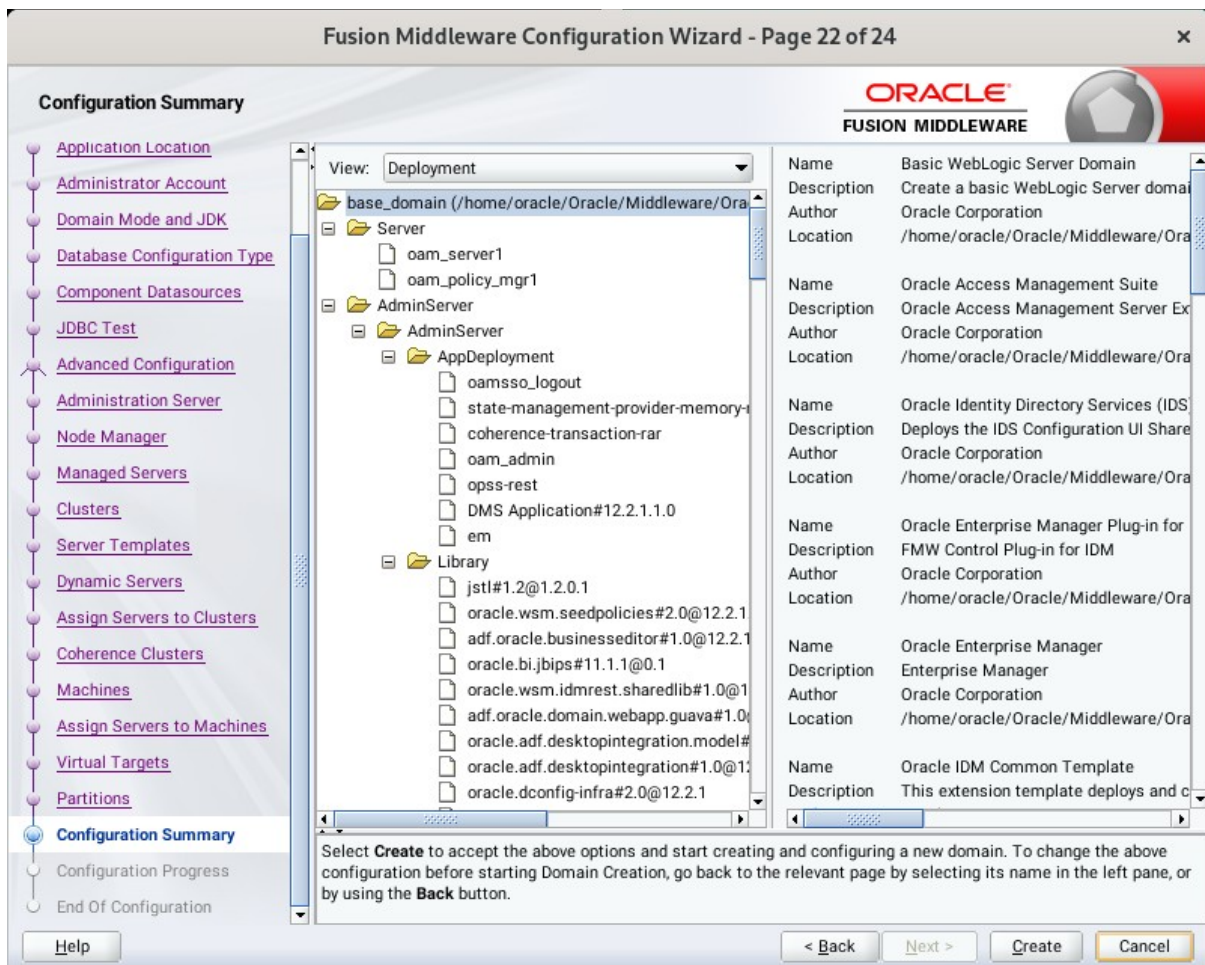 Fusion Middleware Configuration Wizard - Page 22 of 24
Configuration Summary
ORACLE
FUSION MIDDLEWARE
Application Location
Administrator Account
Domain Mode and JDK
Database Configuration Type
Component Datasources
JDBC Test
Advanced Configuration
Administration Server
Node Manager
Managed Servers
Clusters
Server Templates
Dynamic Servers
Assign Servers to Clusters
Coherence Clusters
Machines
Assign Servers to Machines
Virtual Targets
Partitions
Configuration Summary
Configuration Progress
End Of Configuration
View: Deployment
base_domain (/home/oracle/Oracle/Middleware/Ora
Server
oam_server1
oam_policy_mgr1
AdminServer
AdminServer
AppDeployment
oamsso_logout
state-management-provider-memory-
coherence-transaction-rar
oam_admin
opss-rest
DMS Application#12.2.1.1.0
em
Library
jstl#1.2@1.2.0.1
oracle.wsm.seedpolicies#2.0@12.2.1
adf.oracle.businesseditor#1.0@12.2.1
oracle.bi.jbips#11.1.1@0.1
oracle.wsm.idmrest.sharedlib#1.0@1
adf.oracle.domain.webapp.guava#1.0
oracle.adf.desktopintegration.model#
oracle.adf.desktopintegration#1.0@12
oracle.dconfig-infra#2.0@12.2.1
Name Basic WebLogic Server Domain
Description Create a basic WebLogic Server domai
Author Oracle Corporation
Location /home/oracle/Oracle/Middleware/Ora
Name Oracle Access Management Suite
Description Oracle Access Management Server Ex
Author Oracle Corporation
Location /home/oracle/Oracle/Middleware/Ora
Name Oracle Identity Directory Services (IDS)
Description Deploys the IDS Configuration UI Share
Author Oracle Corporation
Location /home/oracle/Oracle/Middleware/Ora
Name Oracle Enterprise Manager Plug-in for
Description FMW Control Plug-in for IDM
Author Oracle Corporation
Location /home/oracle/Oracle/Middleware/Ora
Name Oracle Enterprise Manager
Description Enterprise Manager
Author Oracle Corporation
Location /home/oracle/Oracle/Middleware/Ora
Name Oracle IDM Common Template
Description This extension template deploys and c
Select Create to accept the above options and start creating and configuring a new domain. To change the above
configuration before starting Domain Creation, go back to the relevant page by selecting its name in the left pane, or
by using the Back button.
Help
< Back
Next >
Create
Cancel